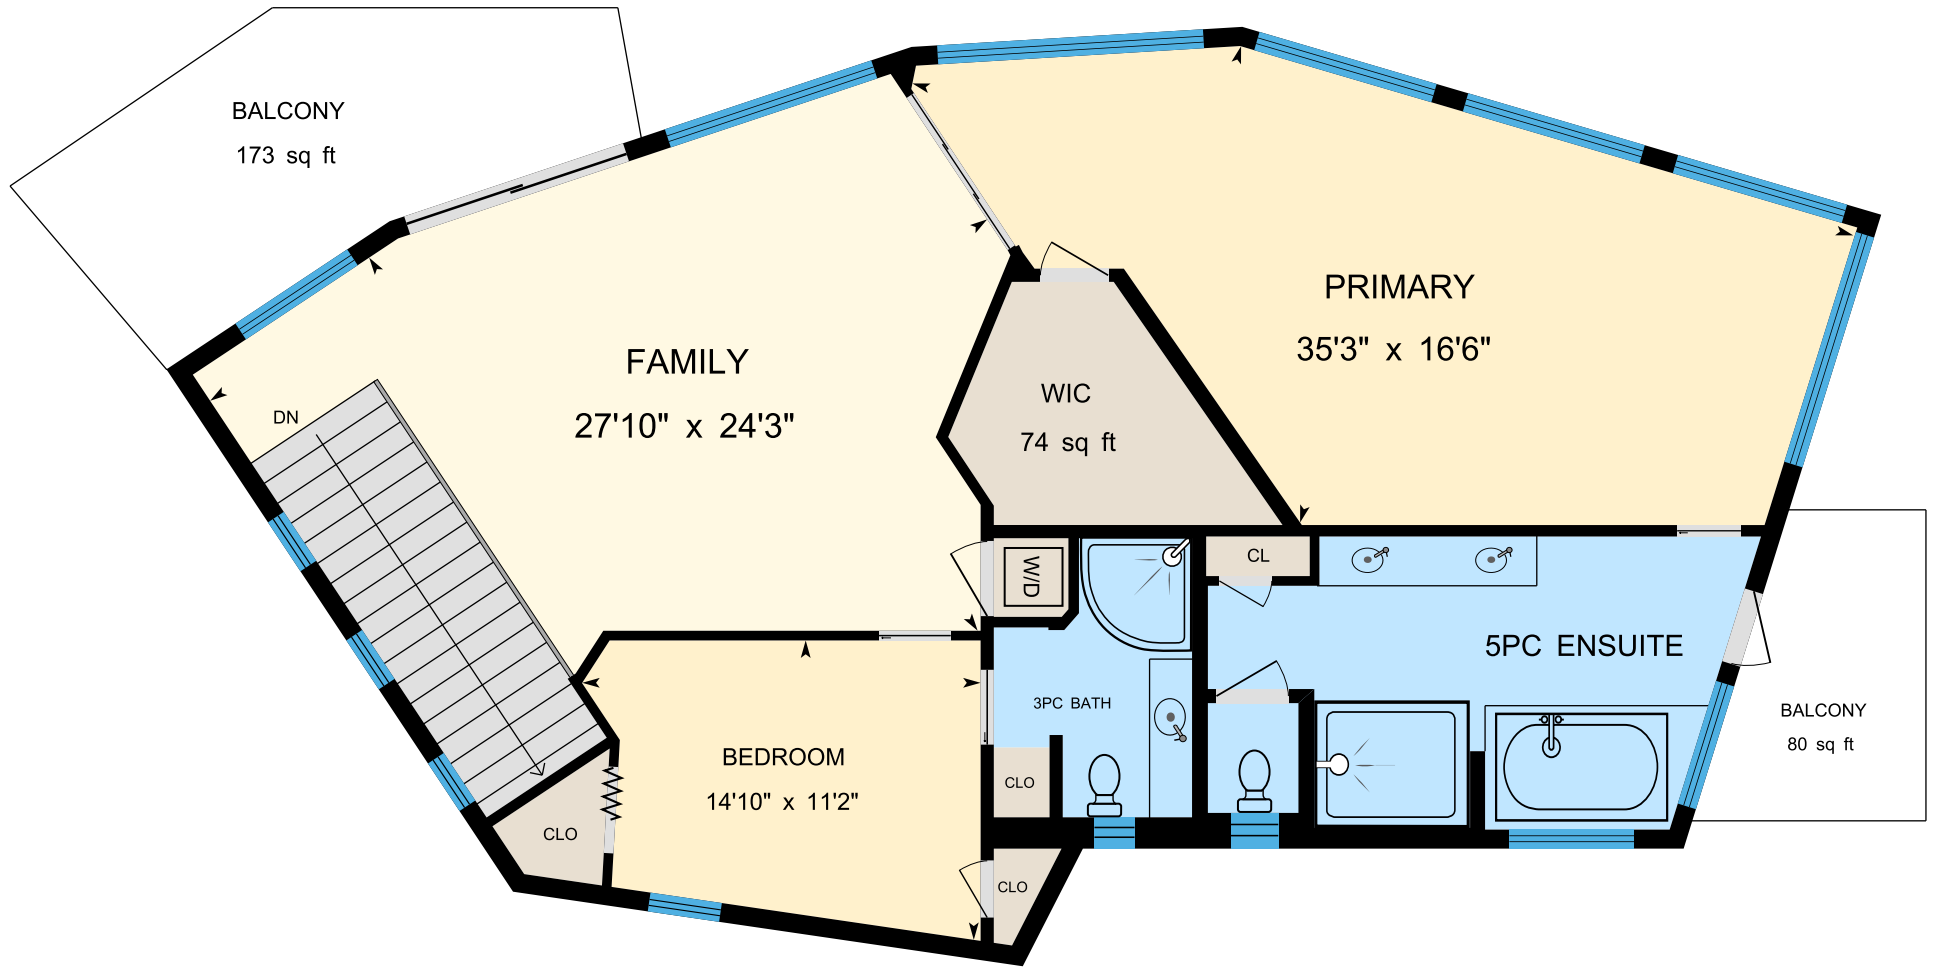 BALCONY
173 sq ft
PRIMARY
35'3" x 16'6"
FAMILY
27'10" x 24'3"
WIC
74 sq ft
DN
W/D
CL
5PC ENSUITE
3PC BATH
BALCONY
80 sq ft
BEDROOM
14'10" x 11'2"
CLO
CLO
CLO